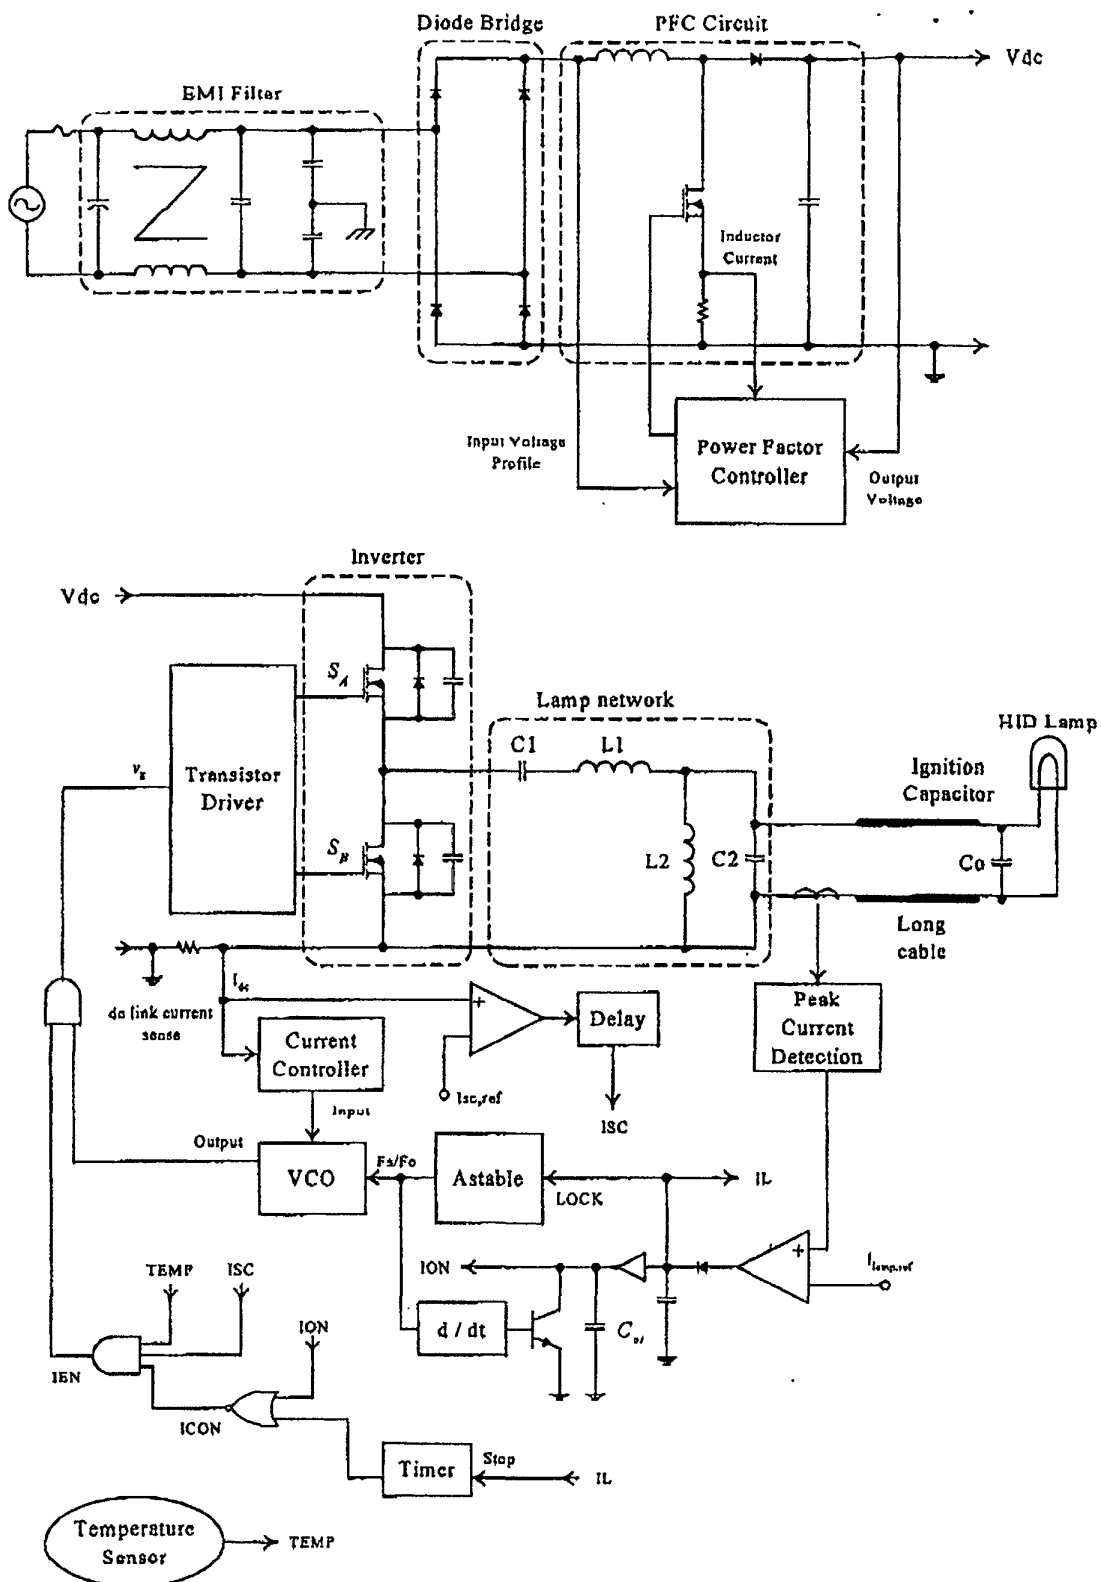 Diode Bridge
PFC Circuit
Vdc
EMI Filter
Inductor
Current
Input Voltage
Profile
Power Factor
Controller
Output
Voltage
Inverter
Vdc
S_A
Lamp network
HID Lamp
C1
L1
Transistor
Driver
v_g
Ignition
Capacitor
S_B
L2
C2
Co
Long
cable
I_dc
dc link current
sense
Current
Controller
Delay
Peak
Current
Detection
Isc,ref
Input
ISC
Output
VCO
Fs/Fo
Astable
LOCK
IL
ION
I_lamp,ref
TEMP
ISC
d / dt
ION
IEN
ICON
Timer
Stop
IL
Temperature
Sensor
TEMP